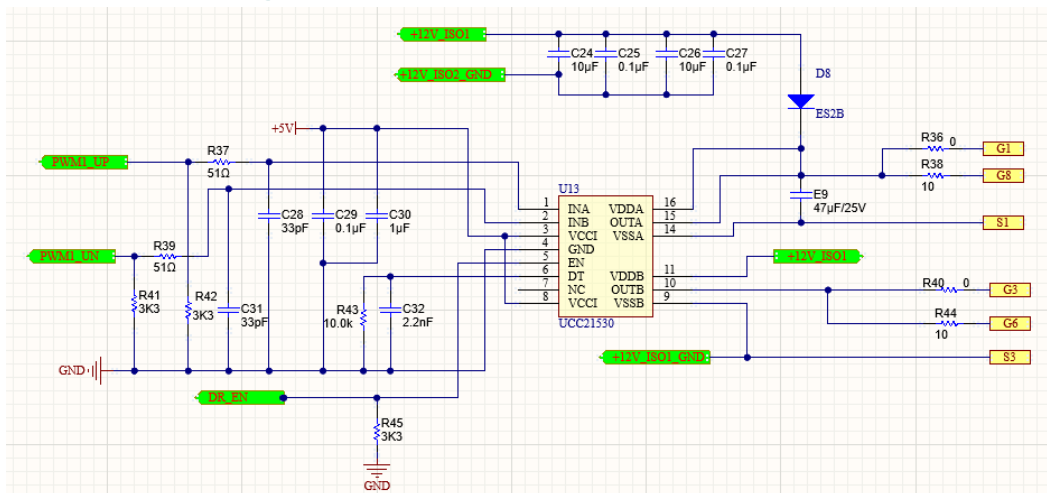 +12V_ISO1
C24
10µF
C25
0.1µF
C26
10µF
C27
0.1µF
+12V_ISO2_GND
D8
ES2B
+5V
PWM1_UP
R37
51Ω
R36
0
G1
R38
10
G8
U13
E9
47µF/25V
C28
33pF
C29
0.1µF
C30
1µF
1 INA VDDA 16
2 INB OUTA 15
3 VCCI VSSA 14
4 GND
5 EN VDDB 11
6 DT OUTB 10
7 NC VSSB 9
8 VCCI
UCC21530
S1
PWM1_UN
R39
51Ω
+12V_ISO1
R41
3K3
R42
3K3
C31
33pF
R43
10.0k
C32
2.2nF
R40
0
G3
R44
10
G6
+12V_ISO1_GND
S3
GND
DR_EN
R45
3K3
GND